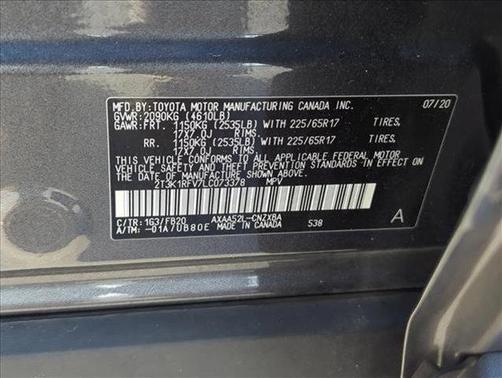 MFD.BY:TOYOTA MOTOR MANUFACTURING CANADA INC. 07/20
GVWR:2090KG (4610LB)
GAWR:FRT. 1150KG (2535LB) WITH 225/65R17 TIRES,
17X7.0J RIMS,
RR. 1150KG (2535LB) WITH 225/65R17 TIRES,
17X7.0J RIMS,
THIS VEHICLE CONFORMS TO ALL APPLICABLE FEDERAL MOTOR VEHICLE
SAFETY, BUMPER, AND THEFT PREVENTION STANDARDS IN EFFECT ON THE
DATE OF MANUFACTURE SHOWN ABOVE.
2T3K1RFV7LC073378 MPV
C/TR:1G3/FB20 AXAA52L-CNZXBA A
A/TM:-01A/UB80E MADE IN CANADA 538